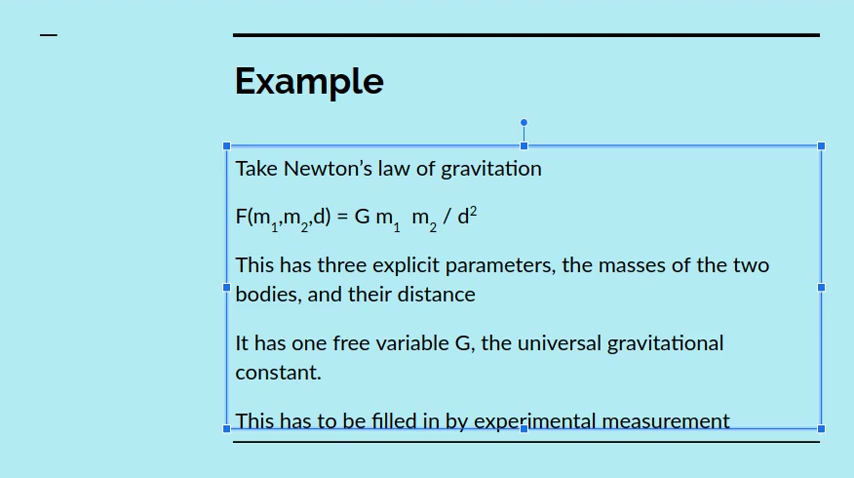 Example
Take Newton’s law of gravitation
F(m₁,m₂,d) = G m₁  m₂ / d²
This has three explicit parameters, the masses of the two
bodies, and their distance
It has one free variable G, the universal gravitational
constant.
This has to be filled in by experimental measurement